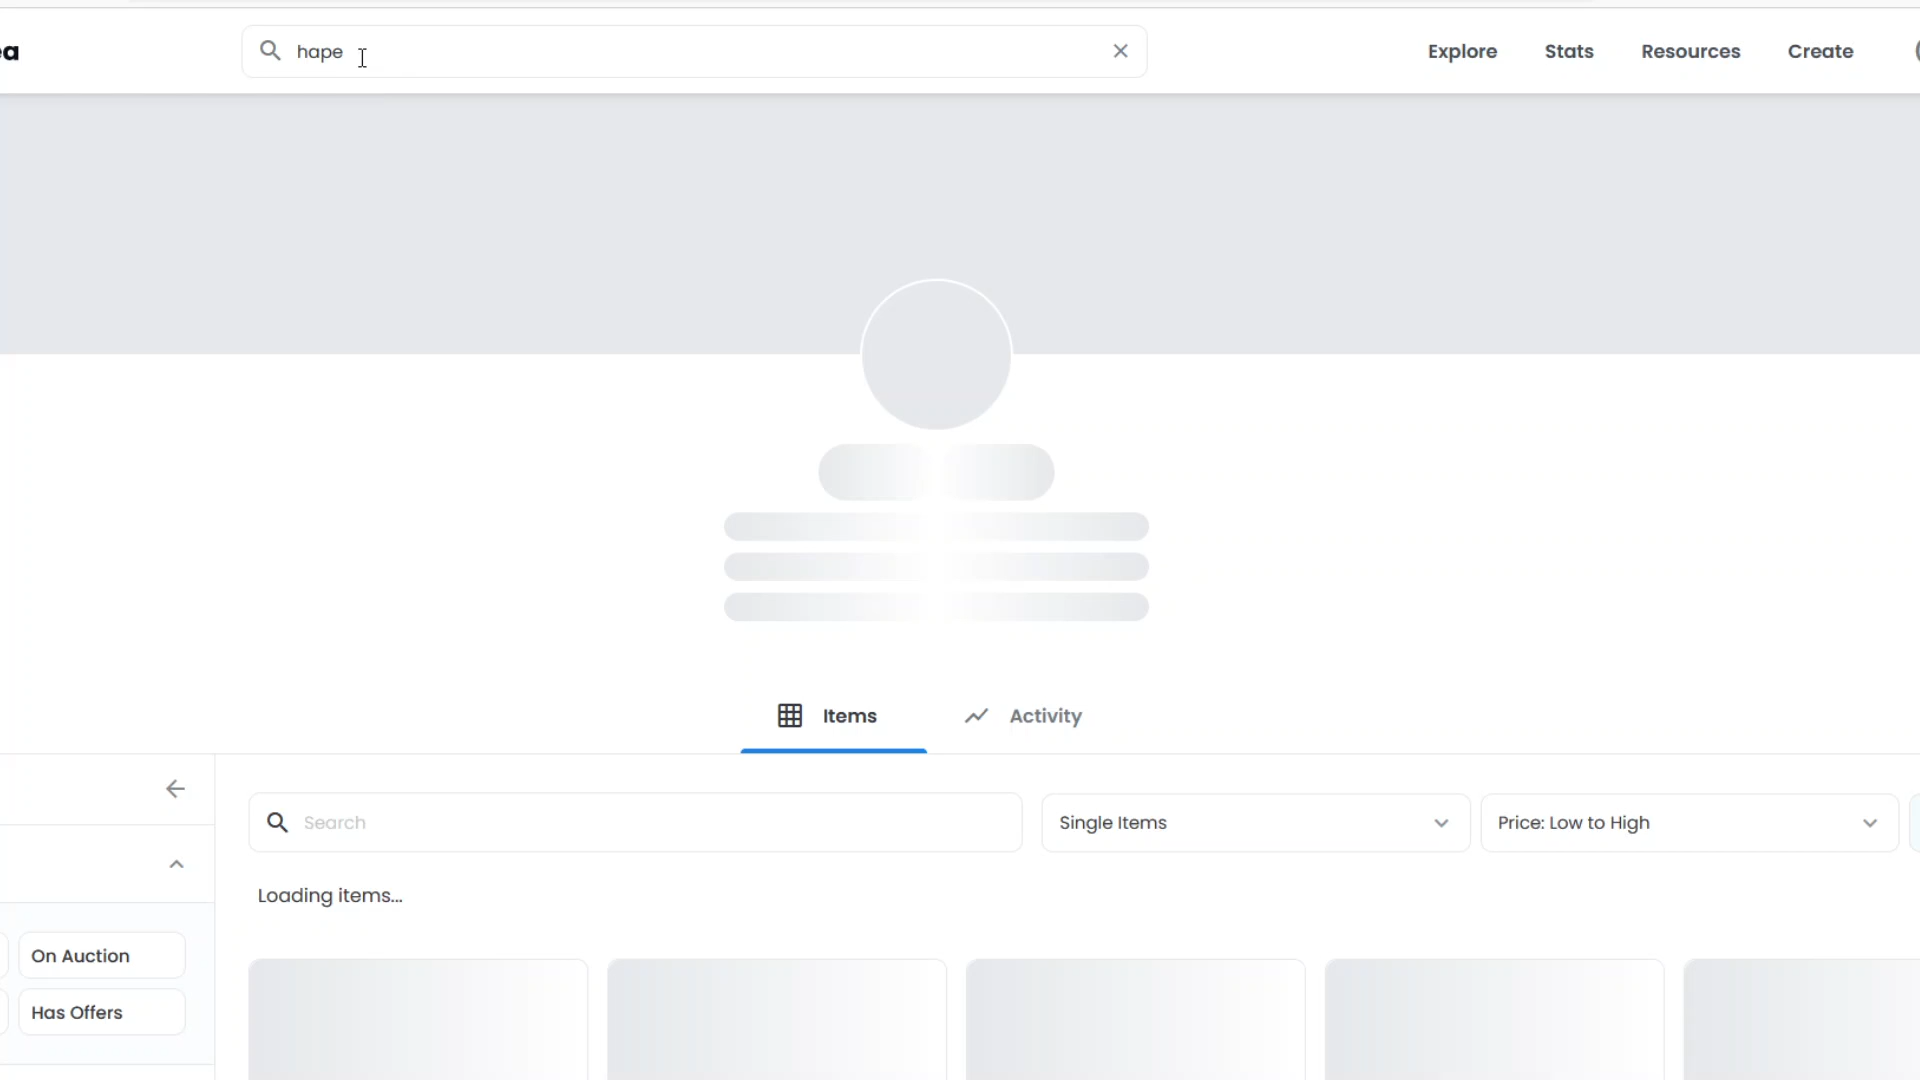 ea
hape
Explore
Stats
Resources
Create
Items
Activity
Search
Single Items
Price: Low to High
Loading items...
On Auction
Has Offers